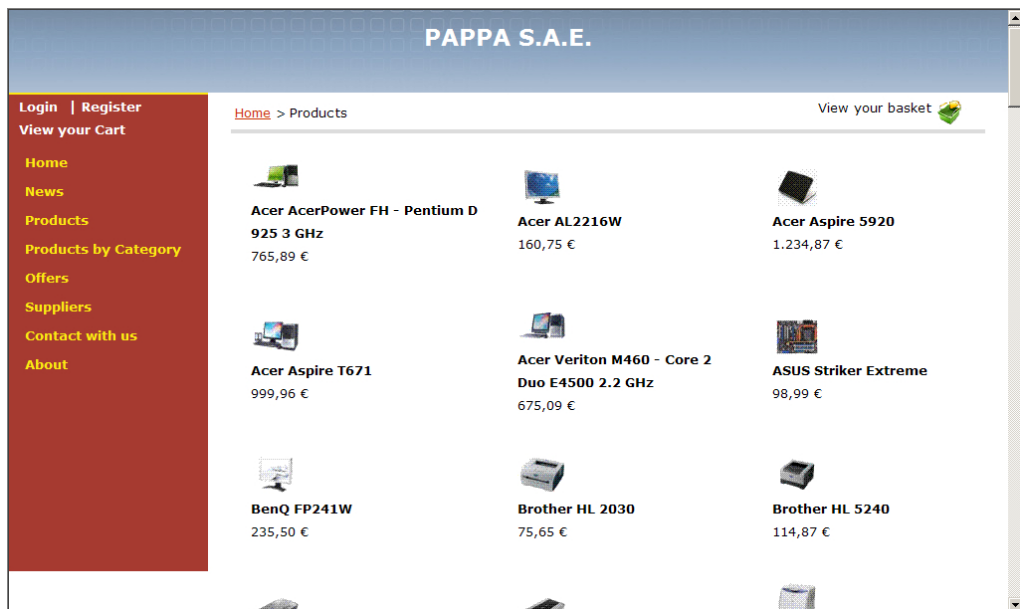 PAPPA S.A.E.
Login | Register
View your Cart
Home
News
Products
Products by Category
Offers
Suppliers
Contact with us
About
Home > Products
View your basket
Acer AcerPower FH - Pentium D
925 3 GHz
765,89 €
Acer AL2216W
160,75 €
Acer Aspire 5920
1.234,87 €
Acer Aspire T671
999,96 €
Acer Veriton M460 - Core 2
Duo E4500 2.2 GHz
675,09 €
ASUS Striker Extreme
98,99 €
BenQ FP241W
235,50 €
Brother HL 2030
75,65 €
Brother HL 5240
114,87 €